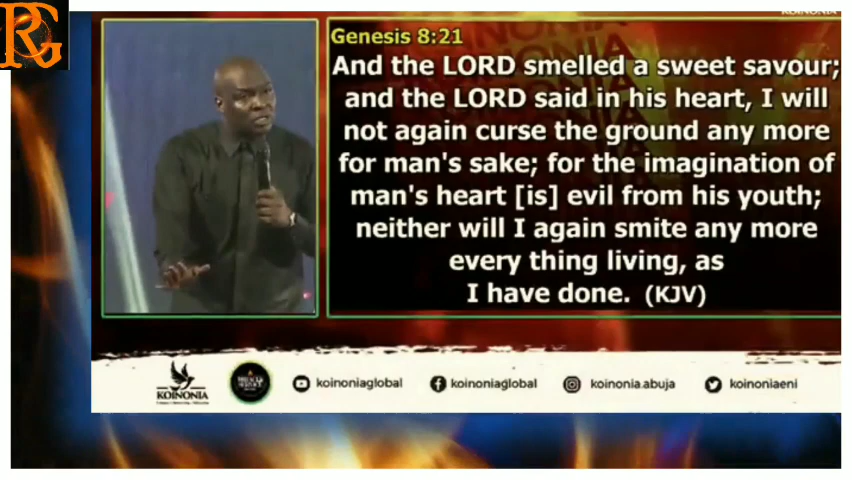 RG
KOINONIA
Genesis 8:21
And the LORD smelled a sweet savour;
and the LORD said in his heart, I will
not again curse the ground any more
for man's sake; for the imagination of
man's heart [is] evil from his youth;
neither will I again smite any more
every thing living, as
I have done. (KJV)
KOINONIA
koinoniaglobal
koinoniaglobal
koinonia.abuja
koinoniaeni